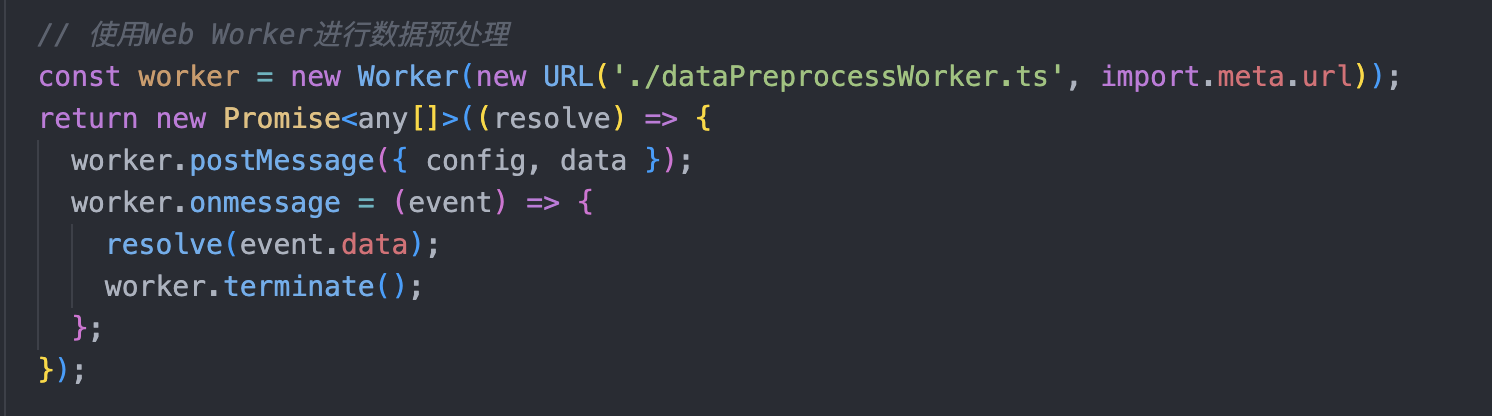 // 使用Web Worker进行数据预处理
const worker = new Worker(new URL('./dataPreprocessWorker.ts', import.meta.url));
return new Promise<any[]>((resolve) => {
  worker.postMessage({ config, data });
  worker.onmessage = (event) => {
    resolve(event.data);
    worker.terminate();
  };
});